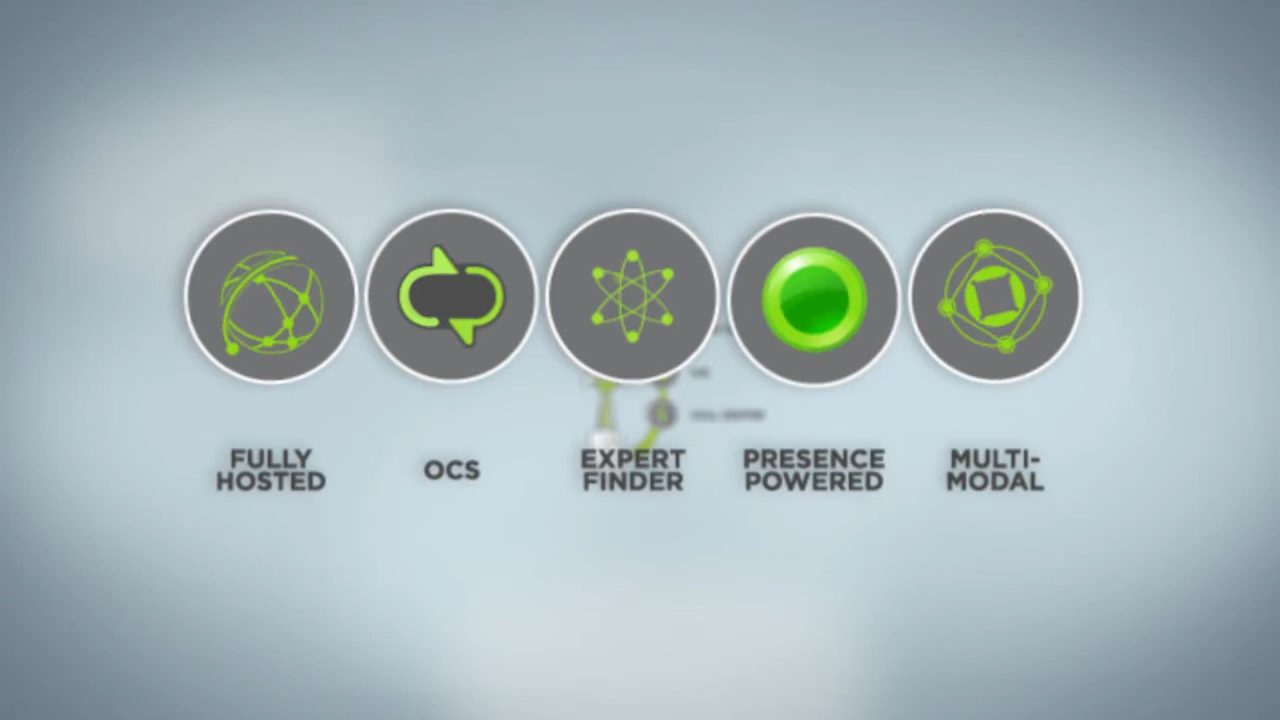 FULLY
HOSTED
OCS
EXPERT
FINDER
PRESENCE
POWERED
MULTI-
MODAL